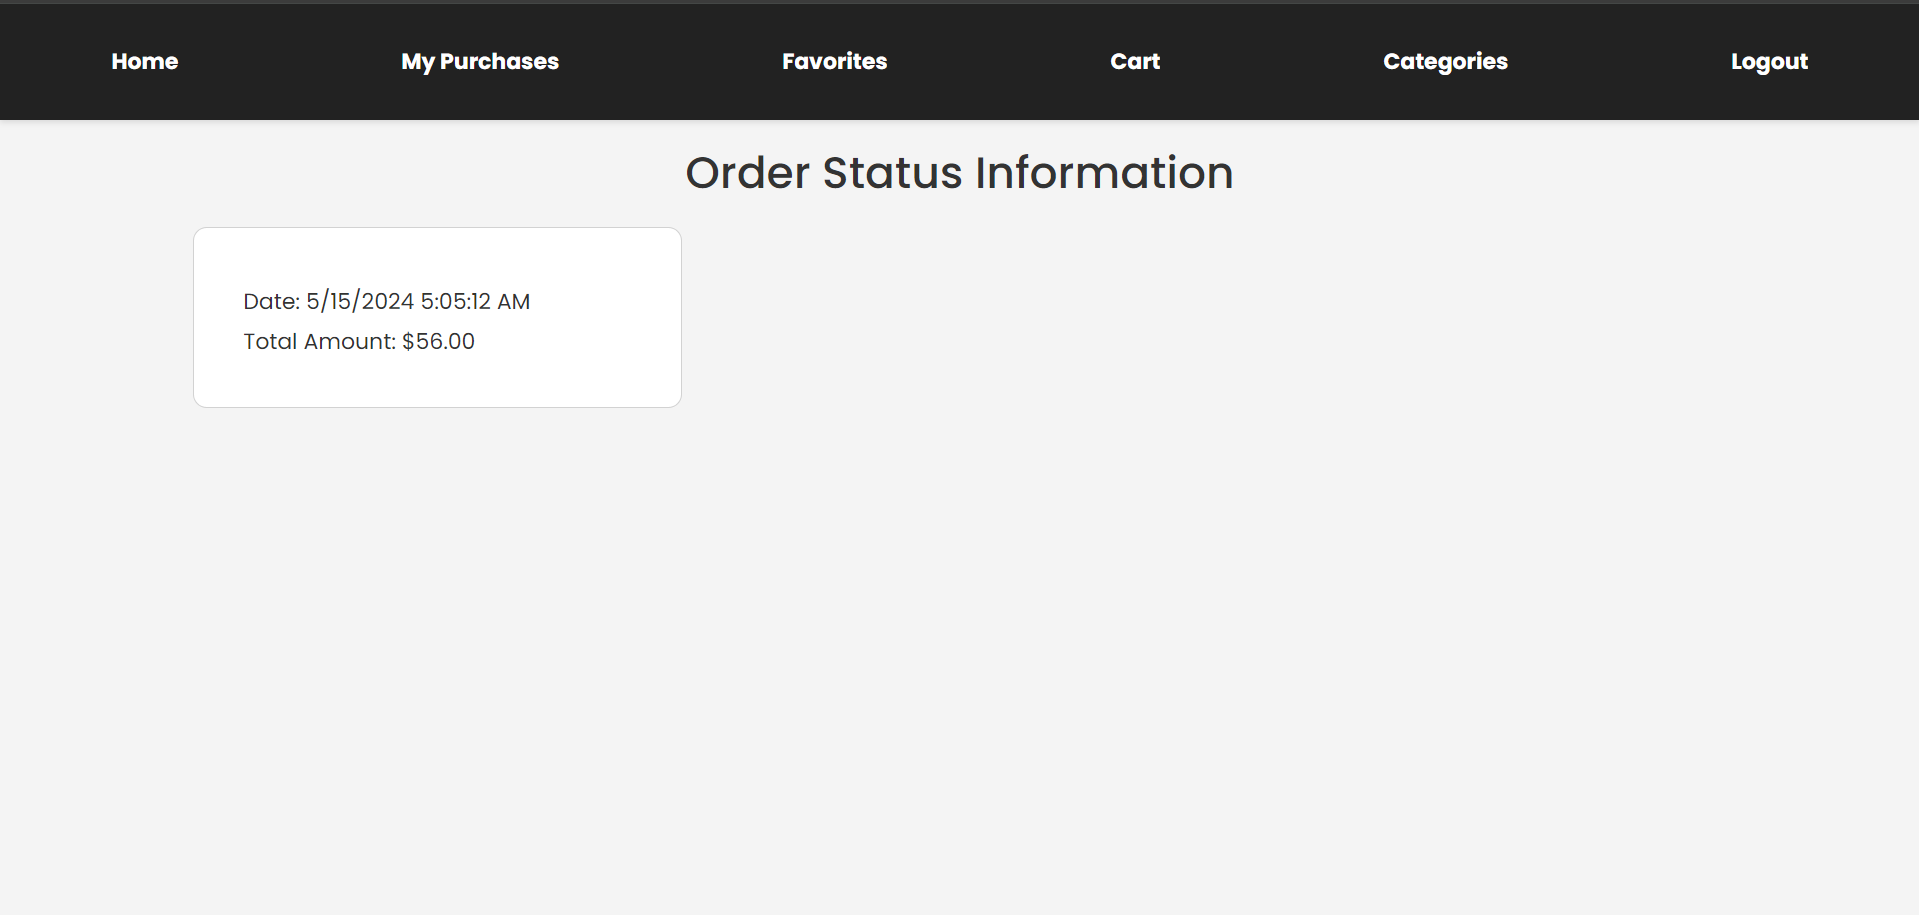 Home My Purchases Favorites Cart Categories Logout
Order Status Information
Date: 5/15/2024 5:05:12 AM
Total Amount: $56.00